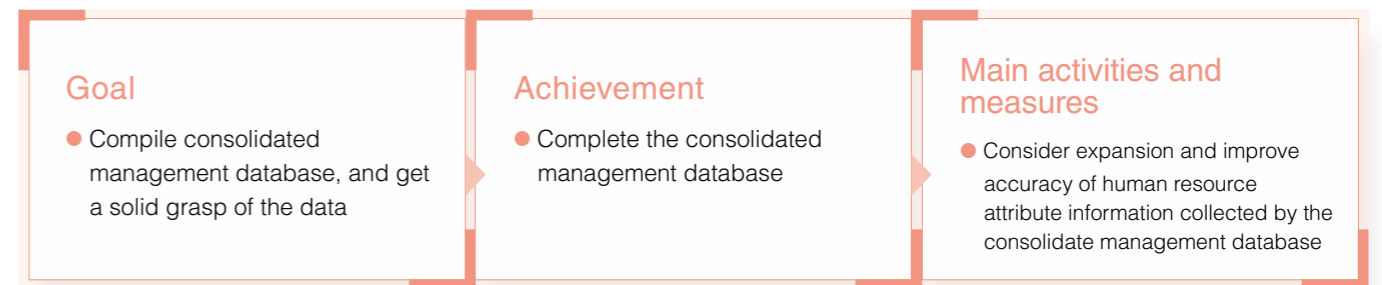 Goal
● Compile consolidated
management database, and get
a solid grasp of the data
Achievement
● Complete the consolidated
management database
Main activities and
measures
● Consider expansion and improve
accuracy of human resource
attribute information collected by the
consolidate management database